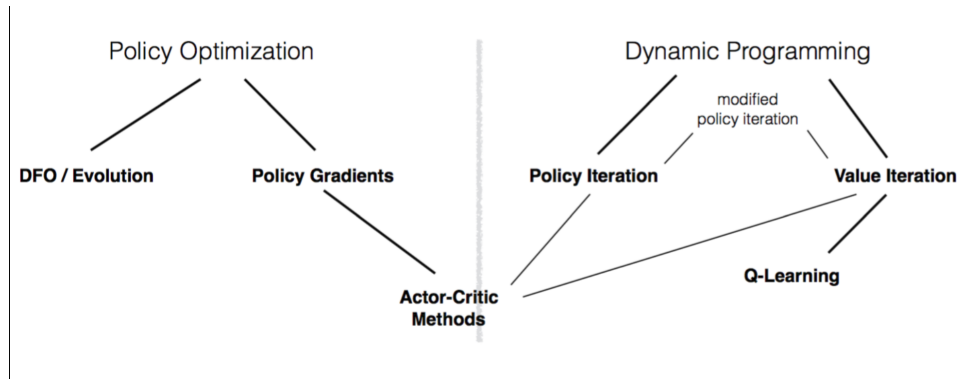 Policy Optimization
Dynamic Programming
modified
policy iteration
DFO / Evolution
Policy Gradients
Policy Iteration
Value Iteration
Q-Learning
Actor-Critic
Methods